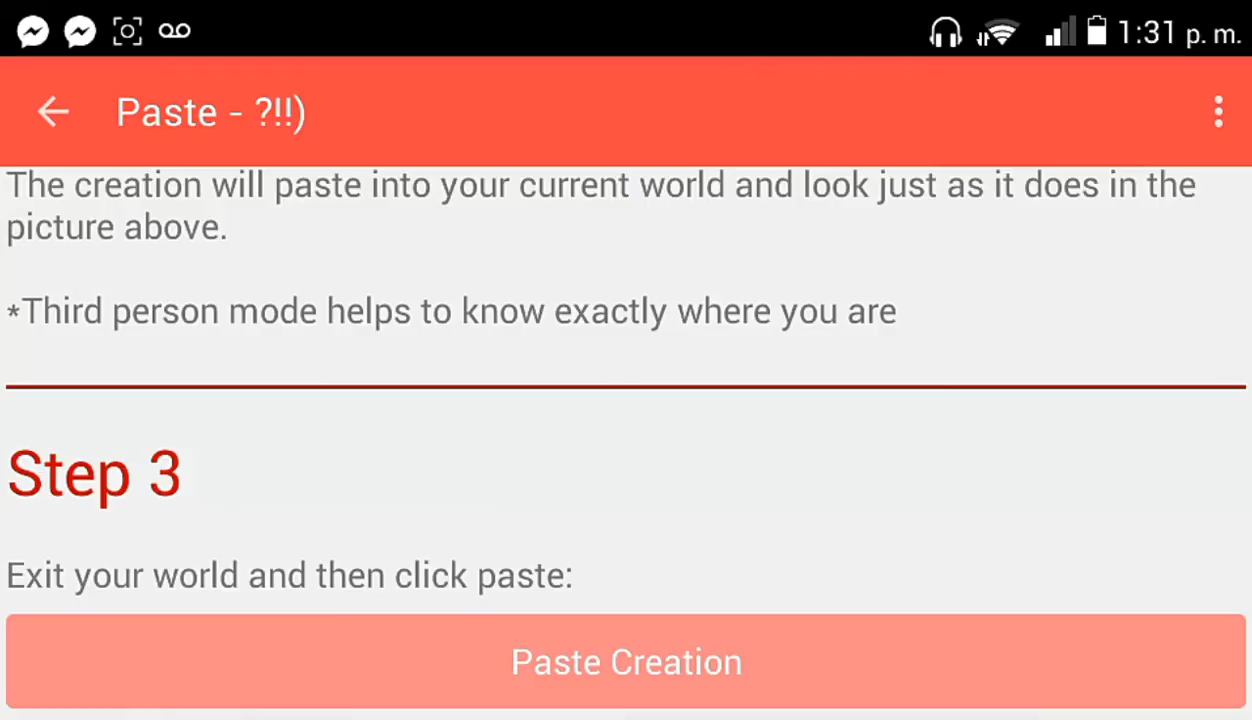 1:31 p. m.
Paste - ?!!)
The creation will paste into your current world and look just as it does in the
picture above.
*Third person mode helps to know exactly where you are
Step 3
Exit your world and then click paste:
Paste Creation